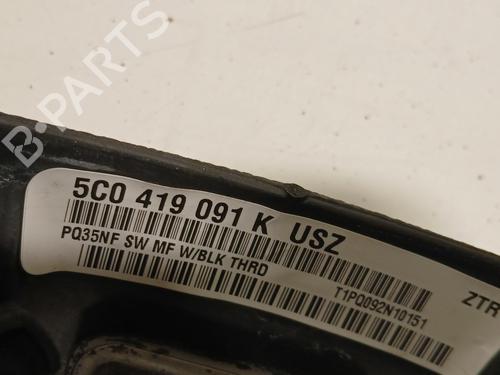 B-PARTS
5C0 419 091 K USZ
PQ35NF SW MF W/BLK THRD
T1PQ092N10151
ZTR